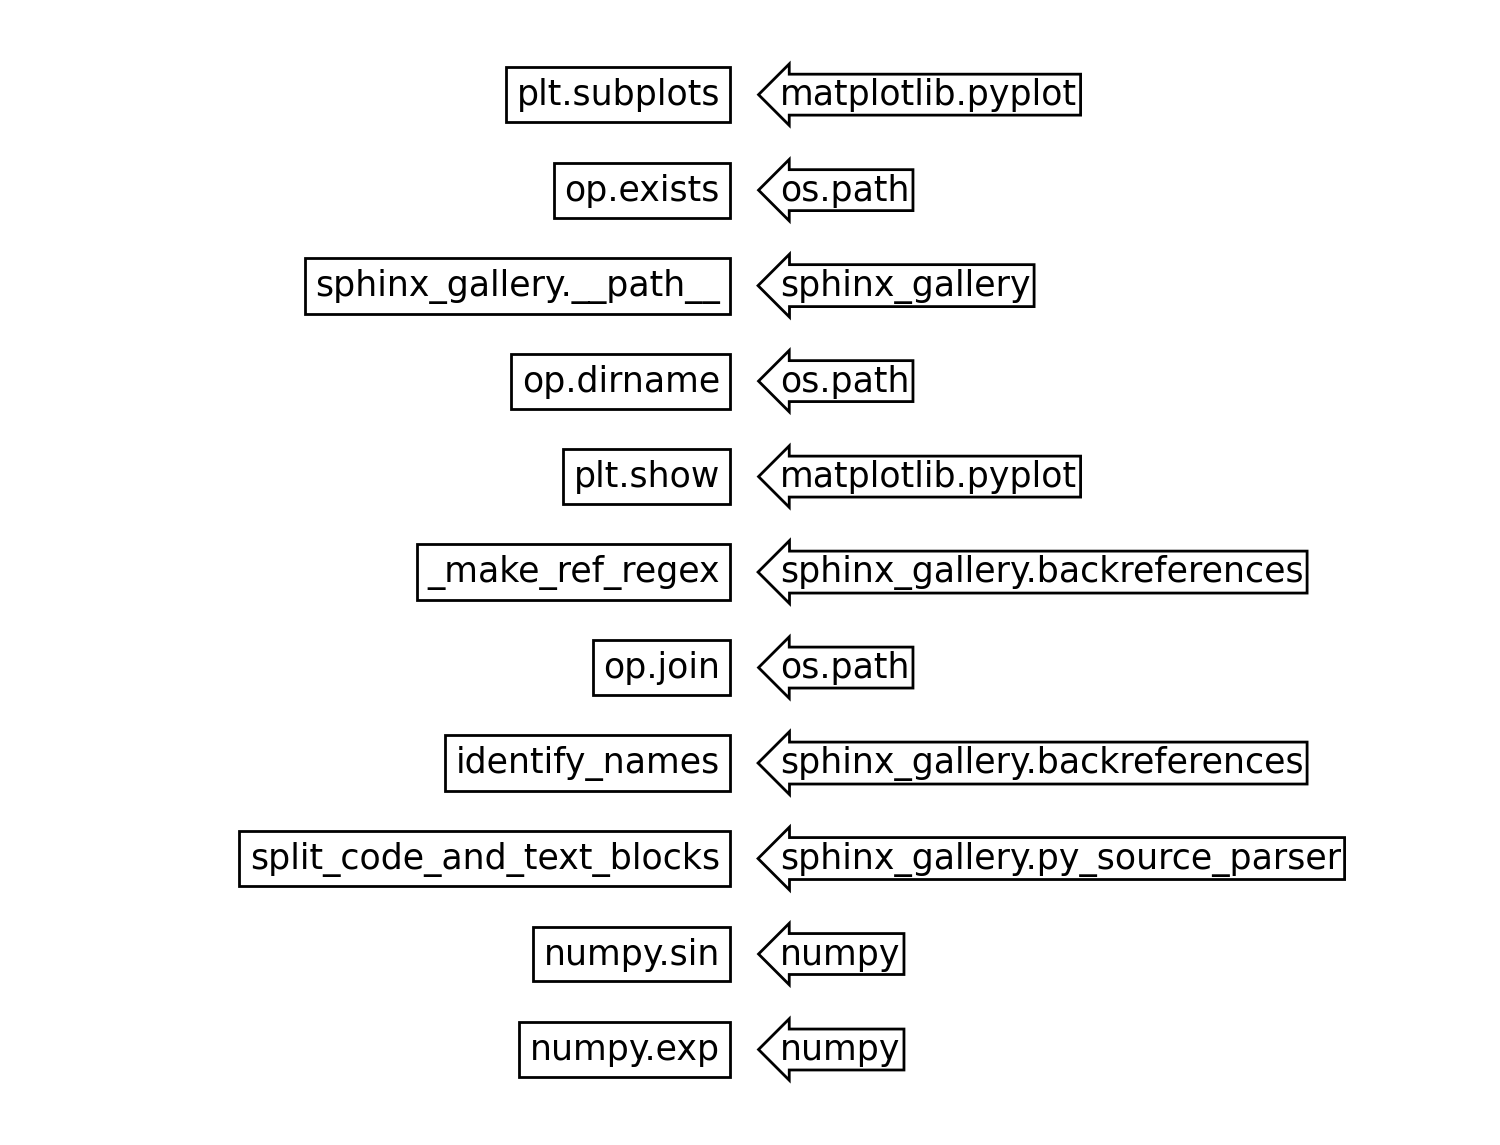 plt.subplots matplotlib.pyplot
op.exists os.path
sphinx_gallery.__path__ sphinx_gallery
op.dirname os.path
plt.show matplotlib.pyplot
_make_ref_regex sphinx_gallery.backreferences
op.join os.path
identify_names sphinx_gallery.backreferences
split_code_and_text_blocks sphinx_gallery.py_source_parser
numpy.sin numpy
numpy.exp numpy